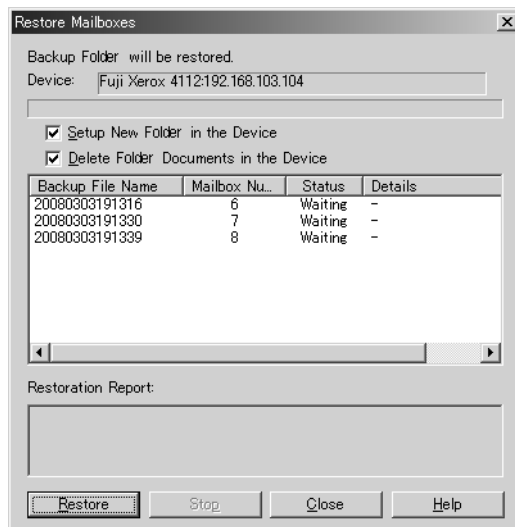 Restore Mailboxes
Backup Folder will be restored.
Device: Fuji Xerox 4112:192.168.103.104
Setup New Folder in the Device
Delete Folder Documents in the Device
Backup File Name Mailbox Nu... Status Details
20080303191316 6 Waiting -
20080303191330 7 Waiting -
20080303191339 8 Waiting -
Restoration Report:
Restore Stop Close Help